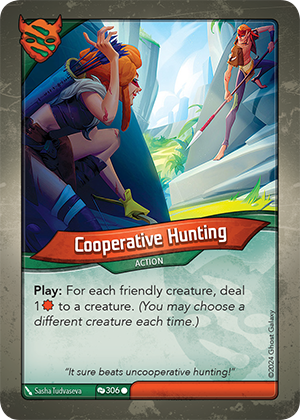 Cooperative Hunting
ACTION
Play: For each friendly creature, deal
1 to a creature. (You may choose a
different creature each time.)
"It sure beats uncooperative hunting!"
Sasha Tudvaseva
306
©2024 Ghost Galaxy